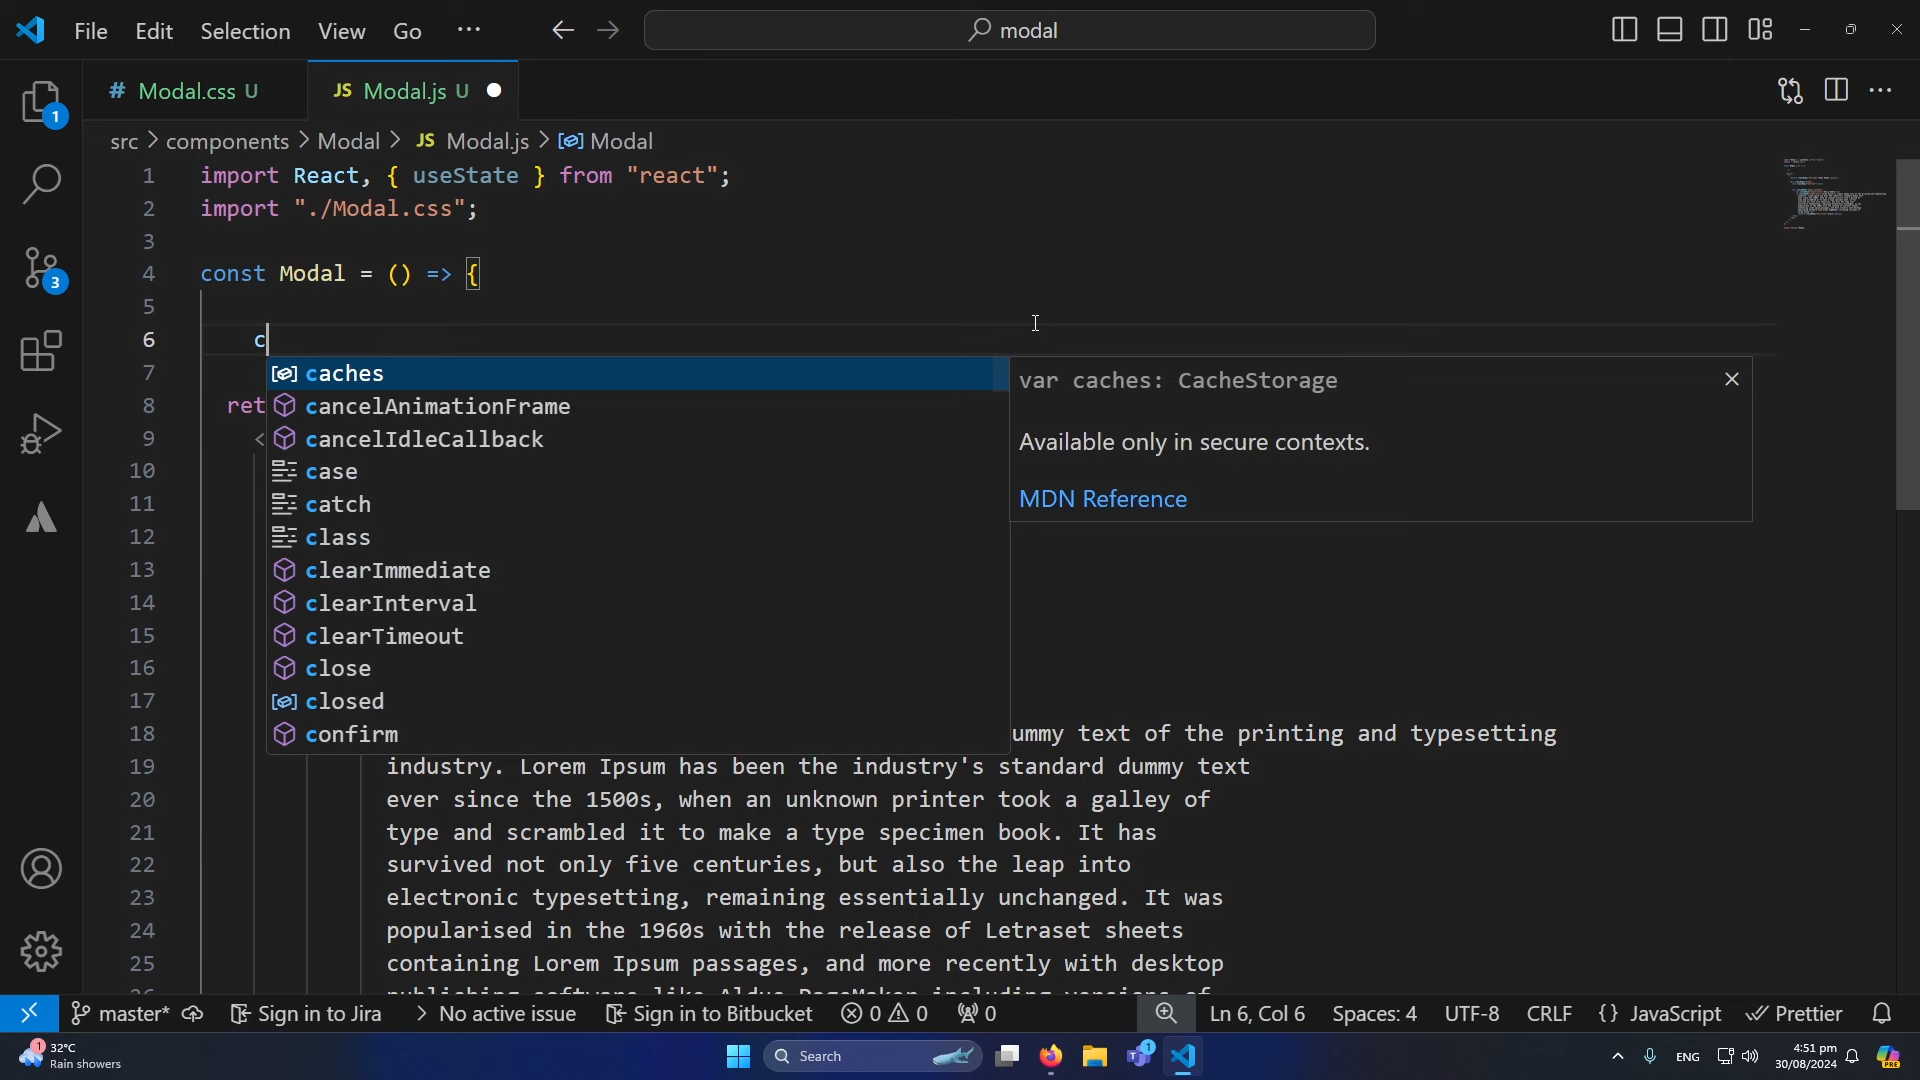 File Edit Selection View Go ··· modal
# Modal.css U JS Modal.js U
src > components > Modal > JS Modal.js > Modal
1 import React, { useState } from "react";
2 import "./Modal.css";
3
4 const Modal = () => {
5
6 c
7 caches
8 ret cancelAnimationFrame
9 < cancelIdleCallback
10 case
11 catch
12 class
13 clearImmediate
14 clearInterval
15 clearTimeout
16 close
17 closed
18 confirm ummy text of the printing and typesetting
var caches: CacheStorage
Available only in secure contexts.
MDN Reference
19 industry. Lorem Ipsum has been the industry's standard dummy text
20 ever since the 1500s, when an unknown printer took a galley of
21 type and scrambled it to make a type specimen book. It has
22 survived not only five centuries, but also the leap into
23 electronic typesetting, remaining essentially unchanged. It was
24 popularised in the 1960s with the release of Letraset sheets
25 containing Lorem Ipsum passages, and more recently with desktop
1
3
master* Sign in to Jira > No active issue Sign in to Bitbucket 0 0 0 Ln 6, Col 6 Spaces: 4 UTF-8 CRLF {} JavaScript Prettier
1 32°C
Rain showers
Search
1
ENG
4:51 pm
30/08/2024
PRE